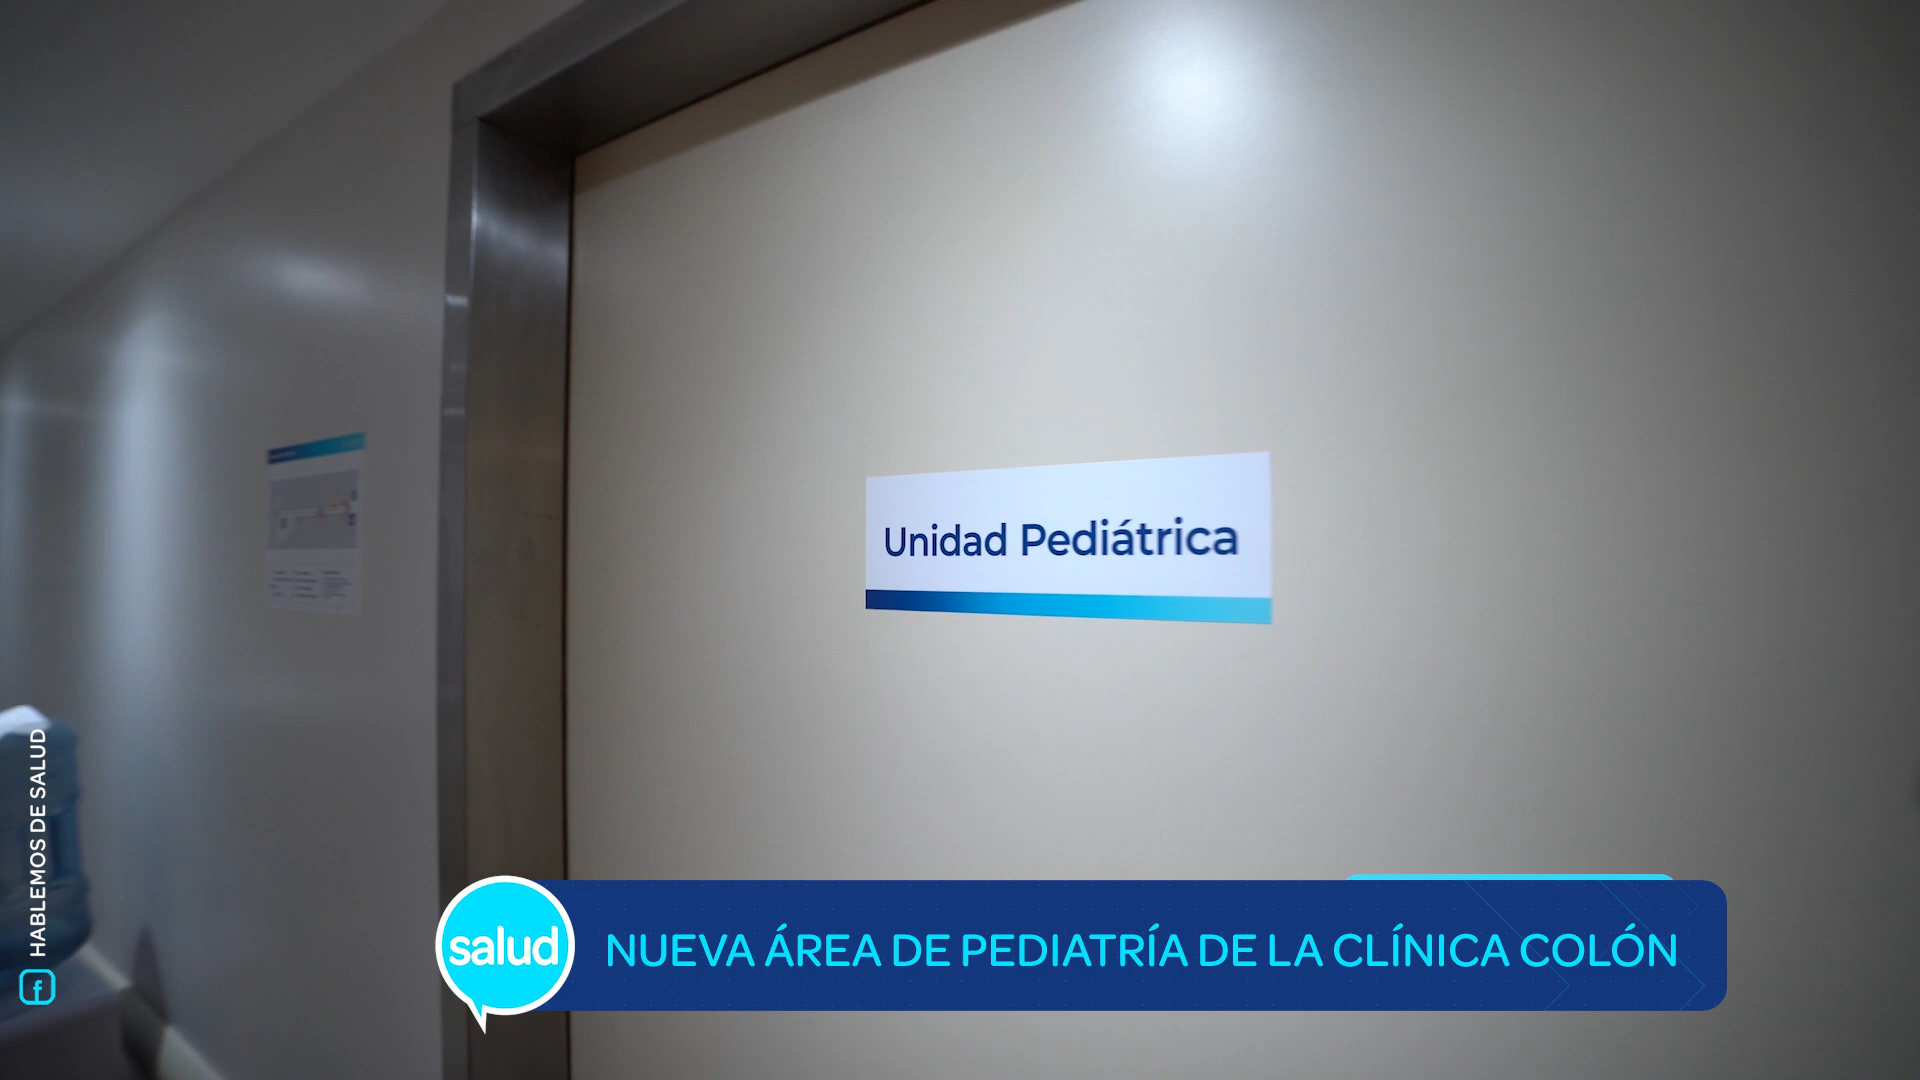 Unidad Pediátrica
HABLEMOS DE SALUD
salud
NUEVA ÁREA DE PEDIATRÍA DE LA CLÍNICA COLÓN